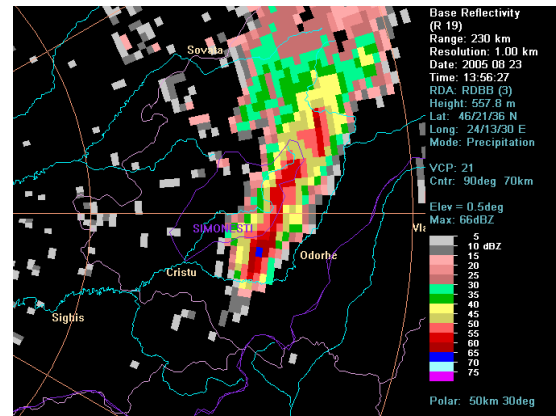 Base Reflectivity
(R 19)
Range: 230 km
Resolution: 1.00 km
Date: 2005 08 23
Time: 13:56:27
RDA: RDBB (3)
Height: 557.8 m
Lat: 46/21/36 N
Long: 24/13/30 E
Mode: Precipitation
VCP: 21
Cntr: 90deg 70km
Elev = 0.5deg
Max: 66dBZ
5
10 dBZ
15
20
25
30
35
40
45
50
55
60
65
70
75
Polar: 50km 30deg
Sovata
SIMONESTI
Vla
Odorhe
Cristu
Sighis